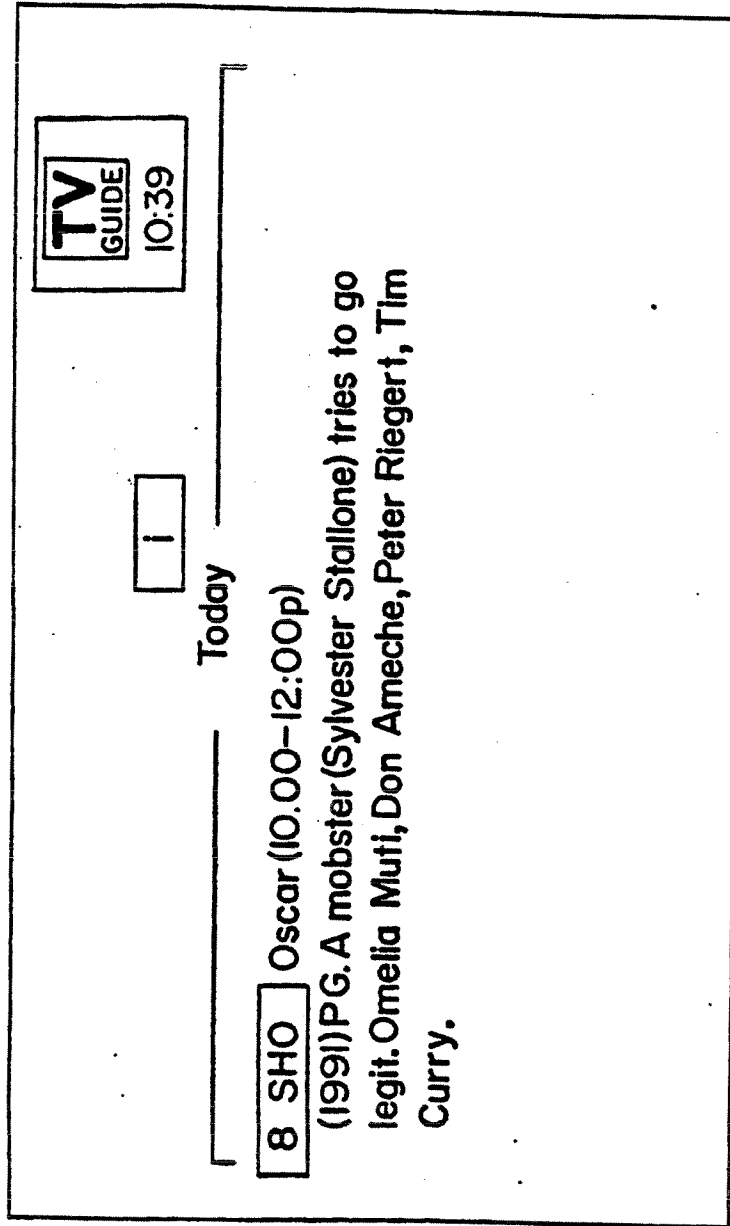 TV
GUIDE
10:39
i
Today
8 SHO Oscar (10.00-12:00p)
(1991) PG. A mobster (Sylvester Stallone) tries to go
legit. Omelia Muti, Don Ameche, Peter Riegert, Tim
Curry.